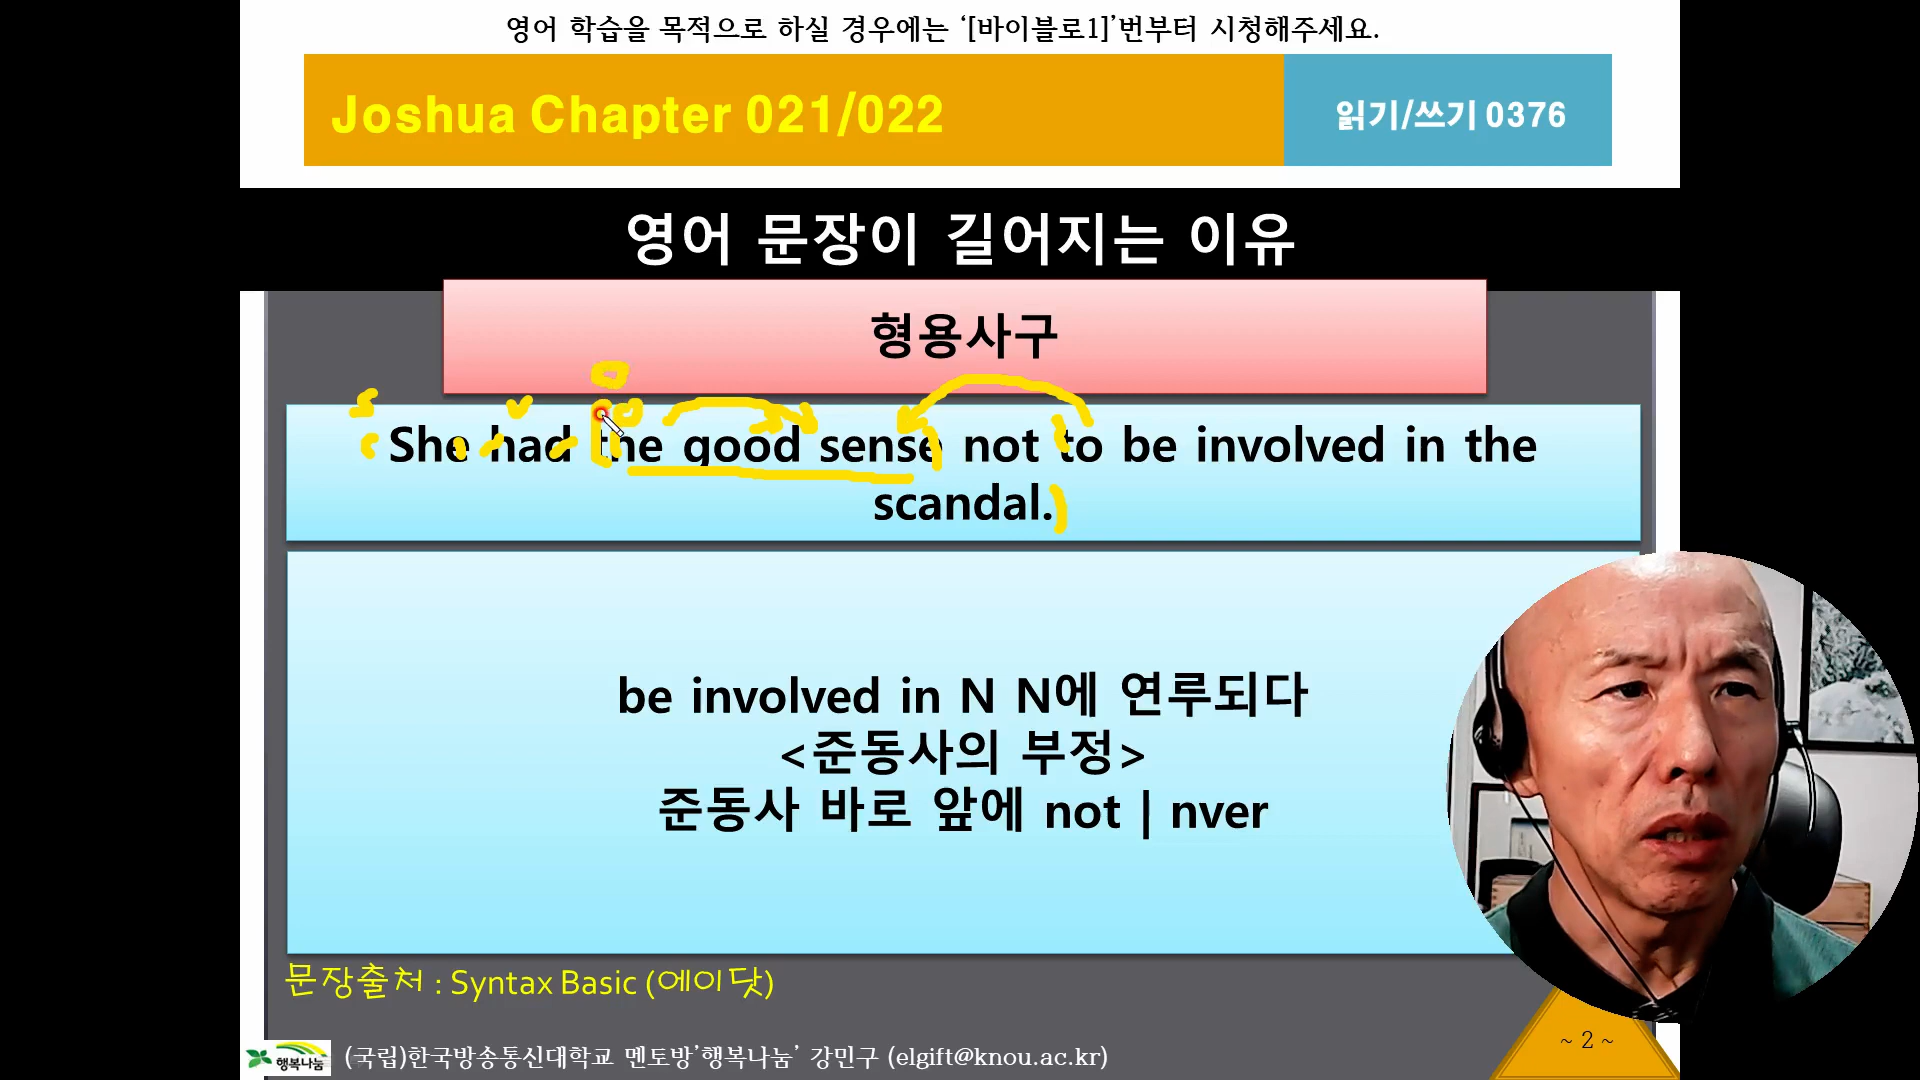 영어 학습을 목적으로 하실 경우에는 ‘[바이블로1]’번부터 시청해주세요.
Joshua Chapter 021/022
읽기/쓰기 0376
영어 문장이 길어지는 이유
형용사구
She had the good sense not to be involved in the
scandal.
be involved in N N에 연루되다
<준동사의 부정>
준동사 바로 앞에 not | nver
문장출처 : Syntax Basic (에이닷)
행복나눔
(국립)한국방송통신대학교 멘토방’행복나눔’ 강민구 (elgift@knou.ac.kr)
~ 2 ~